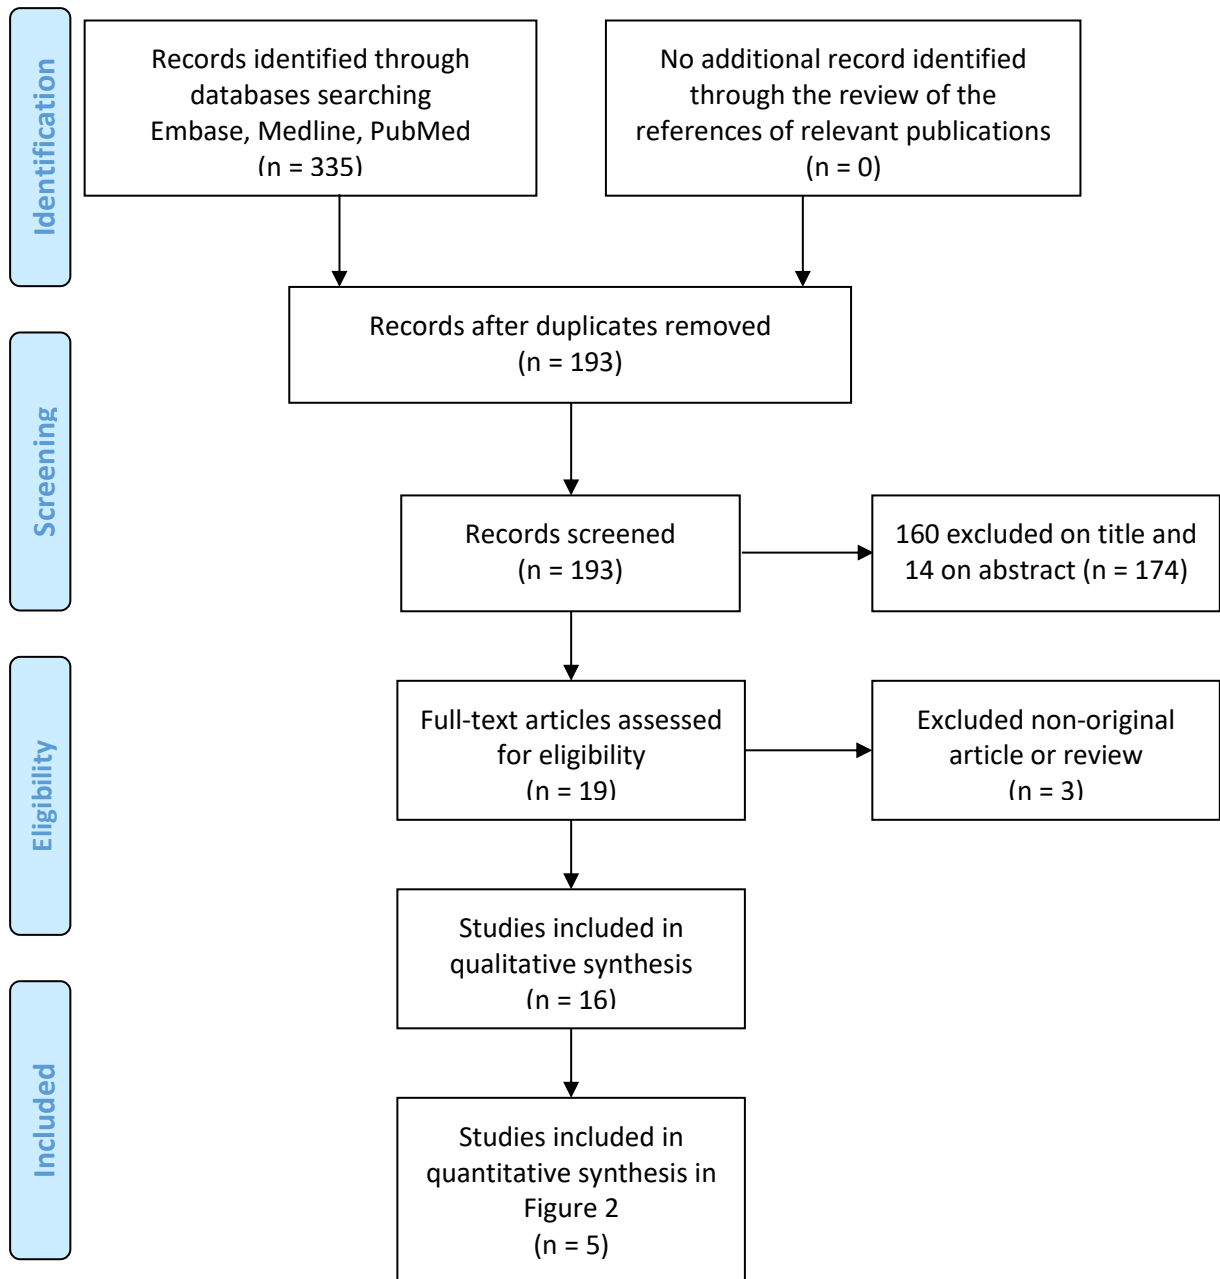 Identification
Records identified through
databases searching
Embase, Medline, PubMed
(n = 335)
No additional record identified
through the review of the
references of relevant publications
(n = 0)
Records after duplicates removed
(n = 193)
Screening
Records screened
(n = 193)
160 excluded on title and
14 on abstract (n = 174)
Eligibility
Full-text articles assessed
for eligibility
(n = 19)
Excluded non-original
article or review
(n = 3)
Studies included in
qualitative synthesis
(n = 16)
Included
Studies included in
quantitative synthesis in
Figure 2
(n = 5)